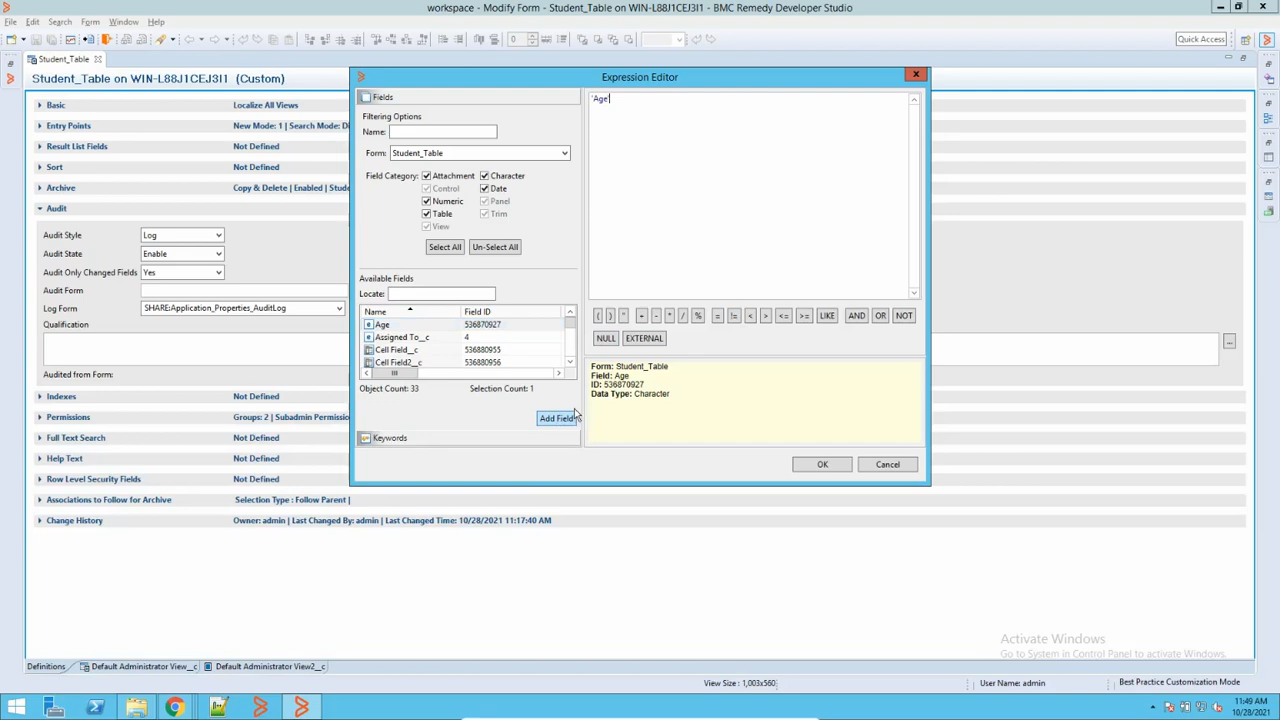 workspace - Modify Form - Student_Table on WIN-L88J1CEJ3I1 - BMC Remedy Developer Studio
File Edit Search Form Window Help
Quick Access
Student_Table
Student_Table on WIN-L88J1CEJ3I1 (Custom)
Basic Localize All Views
Entry Points New Mode: 1 | Search Mode: Di
Result List Fields Not Defined
Sort Not Defined
Archive Copy & Delete | Enabled | Stude
Audit
Audit Style Log
Audit State Enable
Audit Only Changed Fields Yes
Audit Form
Log Form SHARE:Application_Properties_AuditLog
Qualification
...
Audited from Form:
Indexes Not Defined
Permissions Groups: 2 | Subadmin Permission
Full Text Search Not Defined
Help Text Not Defined
Row Level Security Fields Not Defined
Associations to Follow for Archive Selection Type : Follow Parent |
Change History Owner: admin | Last Changed By: admin | Last Changed Time: 10/28/2021 11:17:40 AM
Expression Editor
Fields
Filtering Options
Name:
Form: Student_Table
Field Category: Attachment Character
Control Date
Numeric Panel
Table Trim
View
Select All Un-Select All
Available Fields
Locate:
Name Field ID
Age 536870927
Assigned To__c 4
Cell Field__c 536880955
Cell Field2__c 536880956
Object Count: 33 Selection Count: 1
Add Field
Keywords
'Age'
( ) " + - * / % = != < > <= >= LIKE AND OR NOT
NULL EXTERNAL
Form: Student_Table
Field: Age
ID: 536870927
Data Type: Character
OK Cancel
Activate Windows
Go to System in Control Panel to activate Windows.
Definitions Default Administrator View__c Default Administrator View2__c
View Size : 1,003x560 User Name: admin Best Practice Customization Mode
11:49 AM
10/28/2021